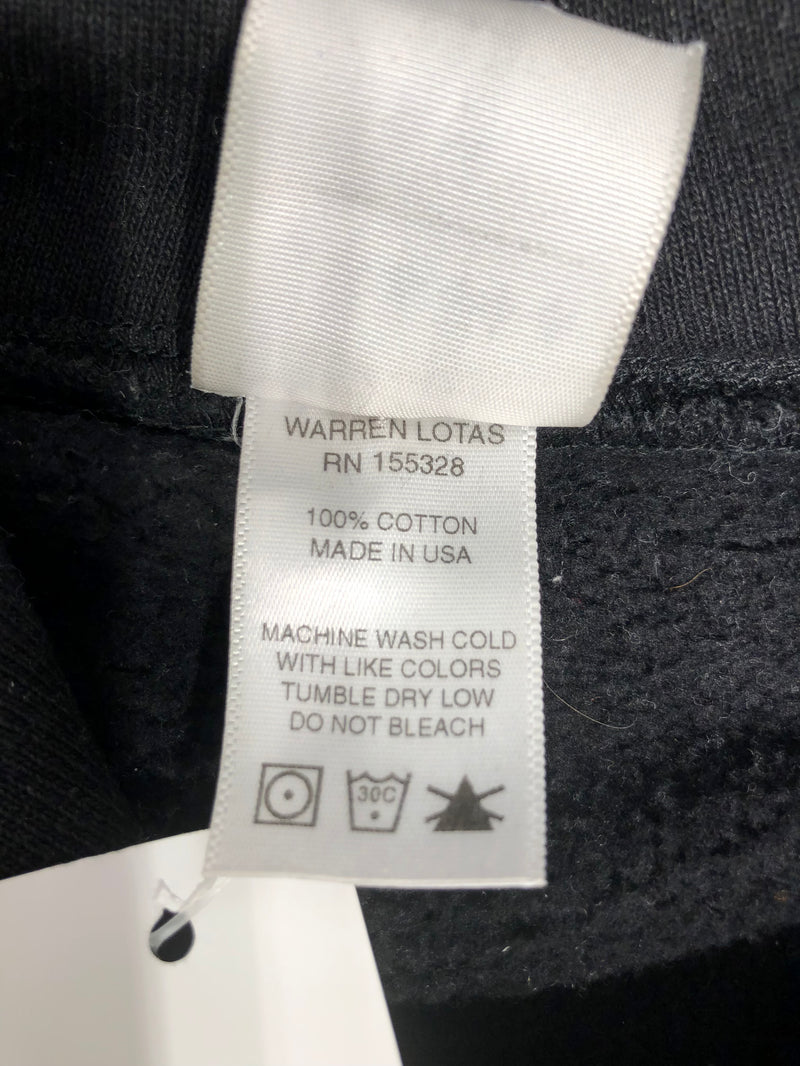 WARREN LOTAS
RN 155328
100% COTTON
MADE IN USA
MACHINE WASH COLD
WITH LIKE COLORS
TUMBLE DRY LOW
DO NOT BLEACH
30C